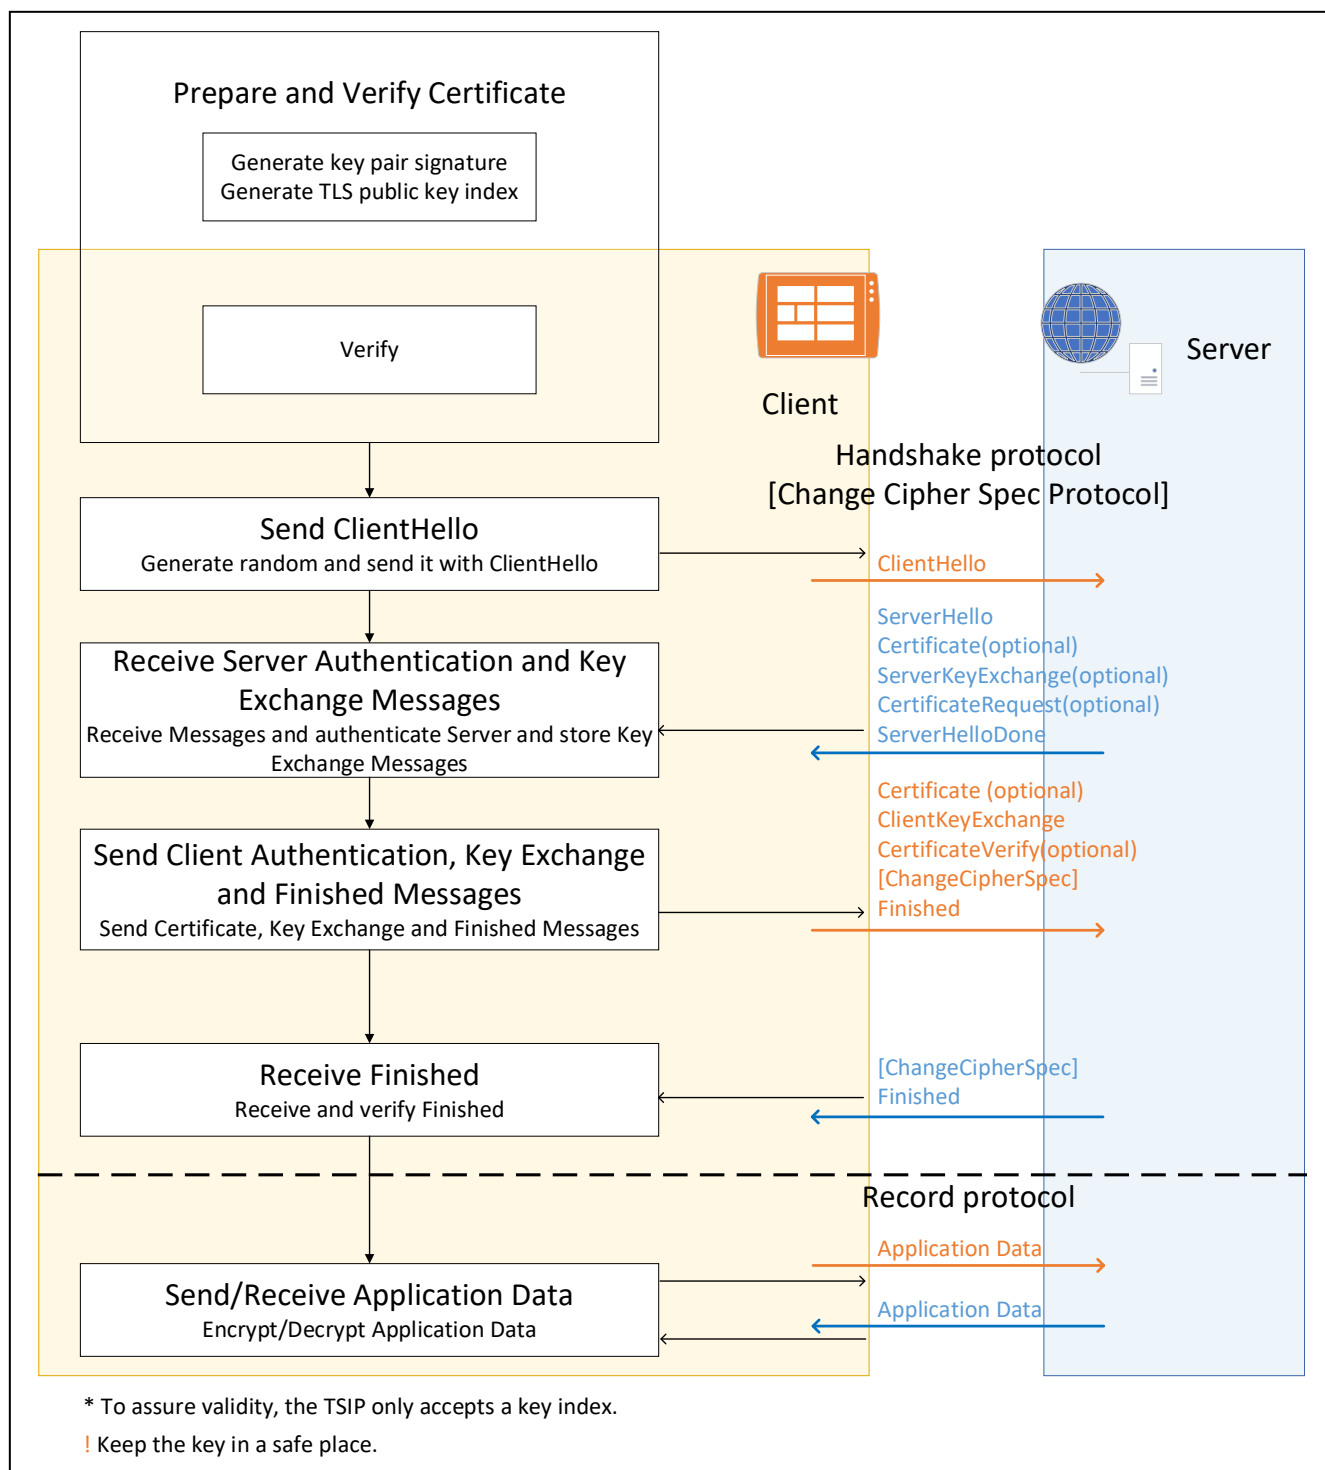 Prepare and Verify Certificate
Generate key pair signature
Generate TLS public key index
Verify
Client
Server
Handshake protocol
[Change Cipher Spec Protocol]
Send ClientHello
Generate random and send it with ClientHello
ClientHello
ServerHello
Certificate(optional)
ServerKeyExchange(optional)
CertificateRequest(optional)
ServerHelloDone
Receive Server Authentication and Key
Exchange Messages
Receive Messages and authenticate Server and store Key
Exchange Messages
Certificate (optional)
ClientKeyExchange
CertificateVerify(optional)
[ChangeCipherSpec]
Finished
Send Client Authentication, Key Exchange
and Finished Messages
Send Certificate, Key Exchange and Finished Messages
Receive Finished
Receive and verify Finished
[ChangeCipherSpec]
Finished
Record protocol
Application Data
Send/Receive Application Data
Encrypt/Decrypt Application Data
Application Data
* To assure validity, the TSIP only accepts a key index.
! Keep the key in a safe place.